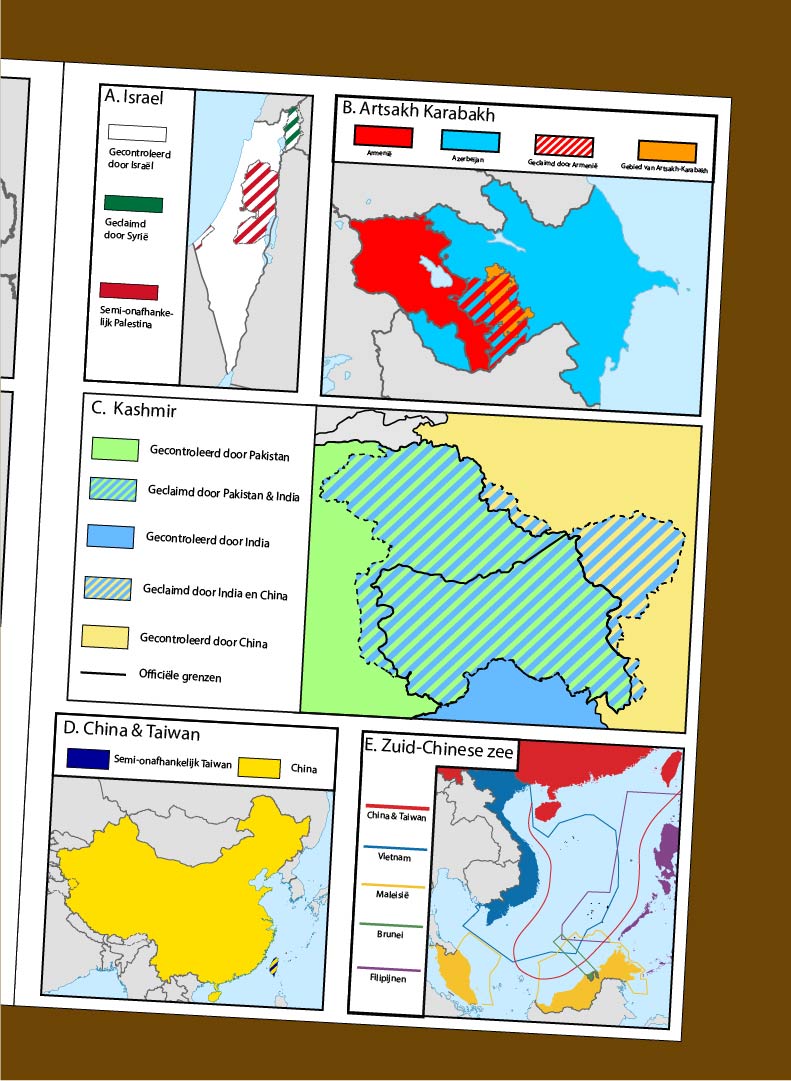 A. Israel
Gecontroleerd
door Israël
Geclaimd
door Syrië
Semi-onafhanke-
lijk Palestina
B. Artsakh Karabakh
Armenië
Azerbeijan
Geclaimd door Armenië
Gebied van Artsakh-Karabakh
C. Kashmir
Gecontroleerd door Pakistan
Geclaimd door Pakistan & India
Gecontroleerd door India
Geclaimd door India en China
Gecontroleerd door China
Officiële grenzen
D. China & Taiwan
Semi-onafhankelijk Taiwan
China
E. Zuid-Chinese zee
China & Taiwan
Vietnam
Maleisië
Brunei
Filipijnen